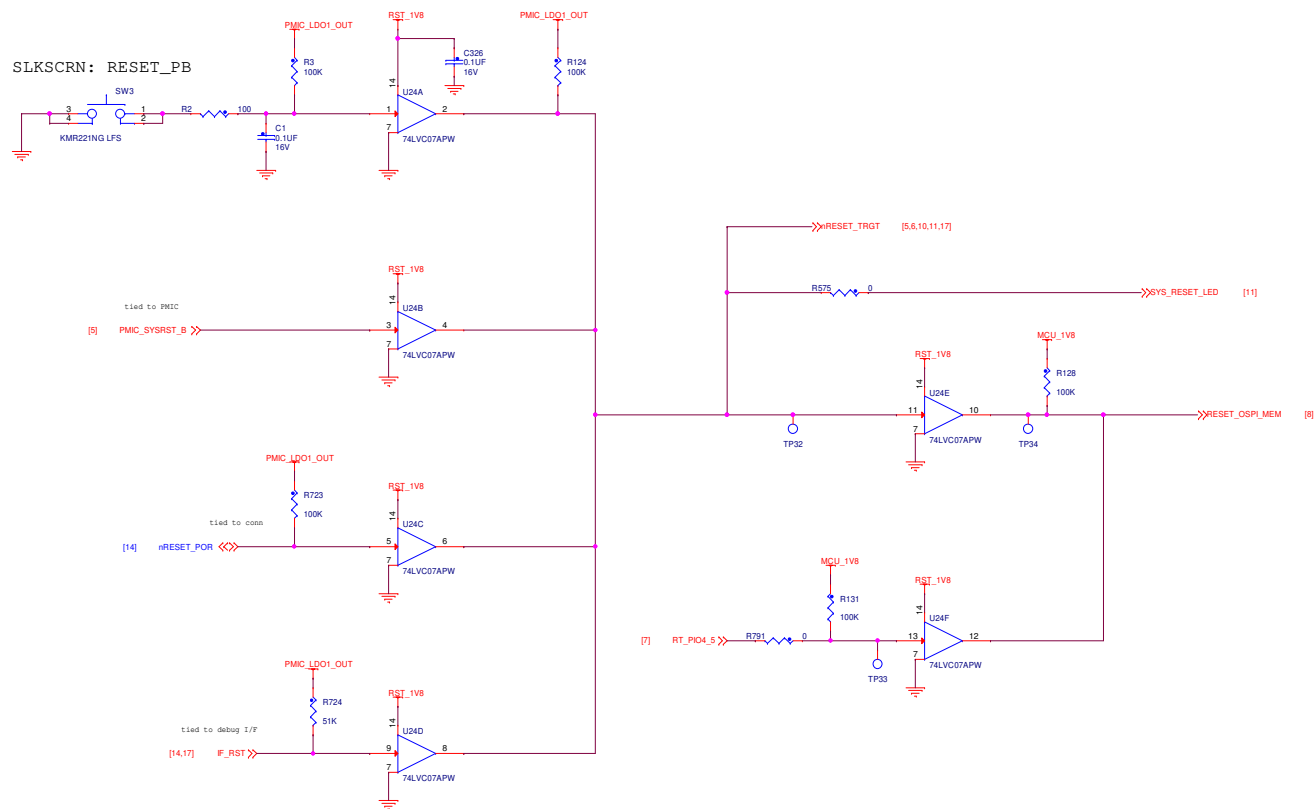 PMIC_LDO1_OUT
RST_1V8
PMIC_LDO1_OUT
R3
100K
C326
0.1UF
16V
R124
100K
SLKSCRN: RESET_PB
SW3
14
U24A
3
4
1
2
R2
100
1
2
KMR221NG LFS
C1
0.1UF
16V
7
74LVC07APW
nRESET_TRGT
[5,6,10,11,17]
RST_1V8
R575
0
SYS_RESET_LED
[11]
tied to PMIC
14
U24B
[5]
PMIC_SYSRST_B
3
4
7
74LVC07APW
RST_1V8
MCU_1V8
14
U24E
R128
100K
11
10
RESET_OSPI_MEM
[8]
TP32
7
74LVC07APW
TP34
PMIC_LDO1_OUT
R723
100K
RST_1V8
tied to conn
14
U24C
[14]
nRESET_POR
5
6
7
74LVC07APW
MCU_1V8
RST_1V8
R131
100K
14
U24F
[7]
RT_PIO4_5
R791
0
13
12
7
74LVC07APW
TP33
PMIC_LDO1_OUT
R724
51K
RST_1V8
tied to debug I/F
14
U24D
[14,17]
IF_RST
9
8
7
74LVC07APW